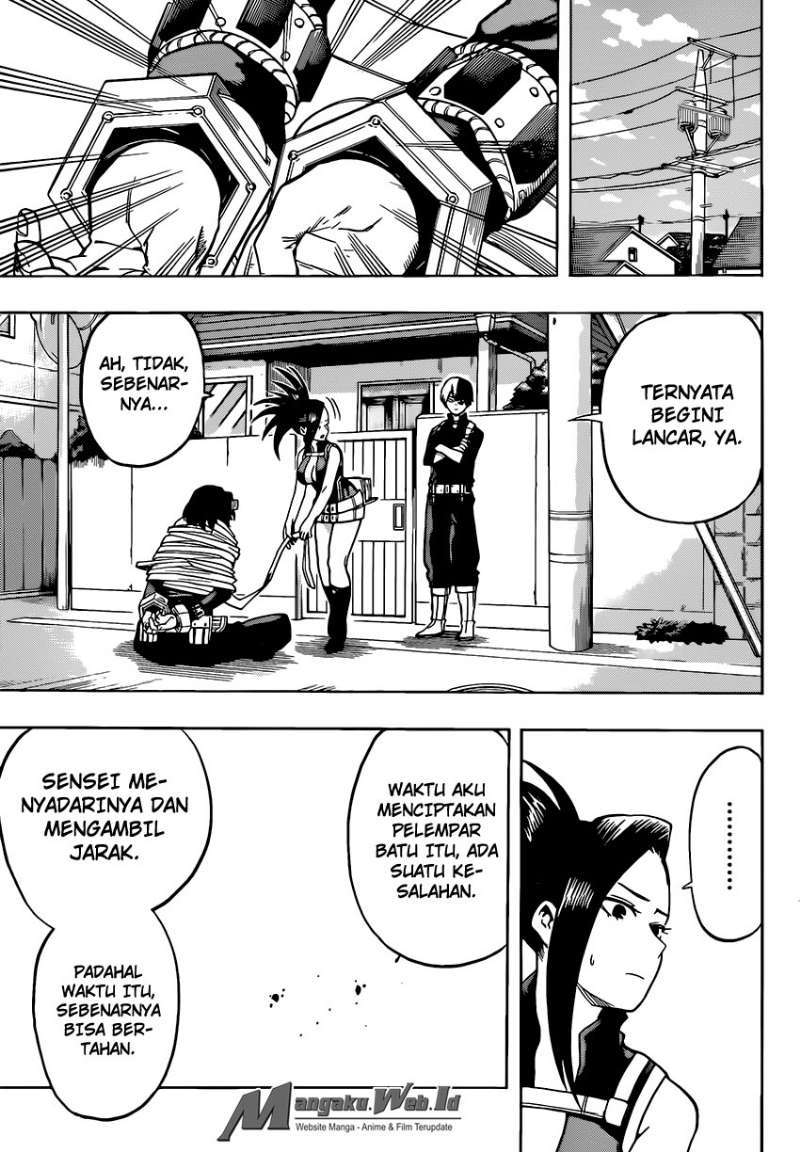 TERNYATA
BEGINI
LANCAR, YA.
AH, TIDAK,
SEBENAR-
NYA...
.........
WAKTU AKU
MENCIPTAKAN
PELEMPAR
BATU ITU, ADA
SUATU KE-
SALAHAN.
SENSEI ME-
NYADARINYA DAN
MENGAMBIL
JARAK.
PADAHAL
WAKTU ITU,
SEBENARNYA
BISA BER-
TAHAN.
Mangaku.Web.Id
Website Manga - Anime & Film Terupdate